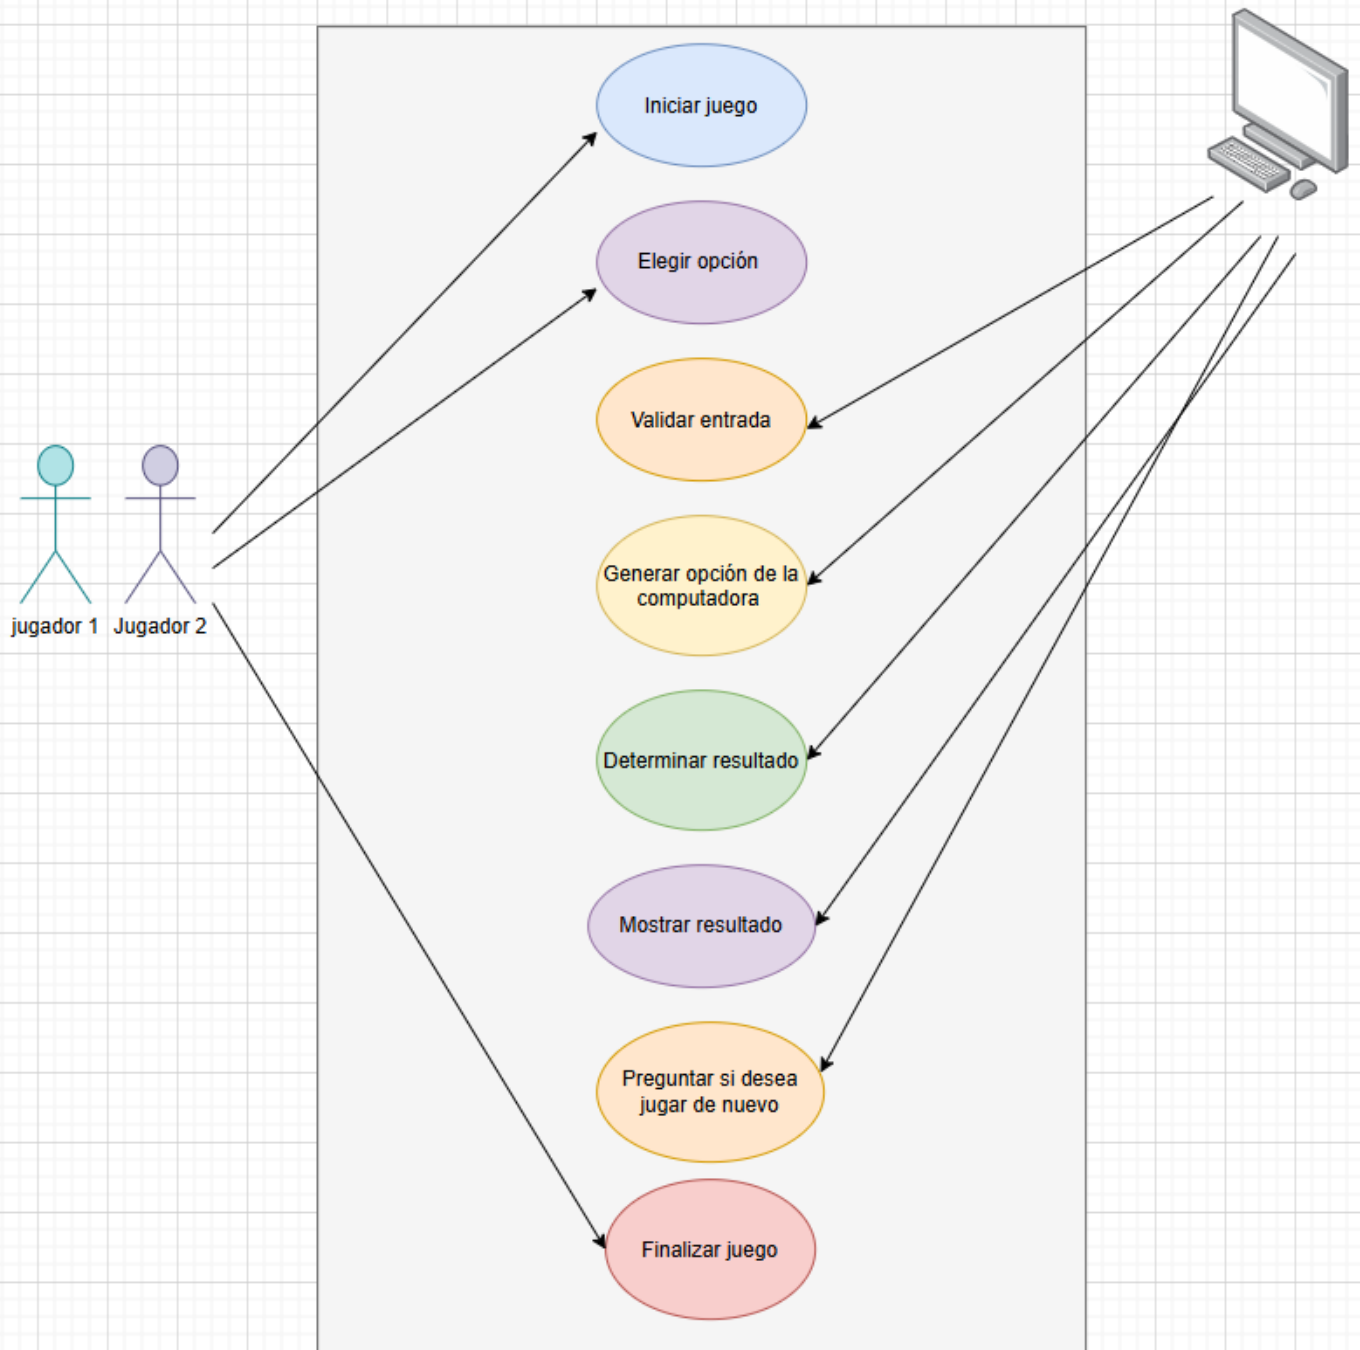 Iniciar juego
Elegir opción
Validar entrada
Generar opción de la
computadora
Determinar resultado
Mostrar resultado
Preguntar si desea
jugar de nuevo
Finalizar juego
jugador 1
Jugador 2